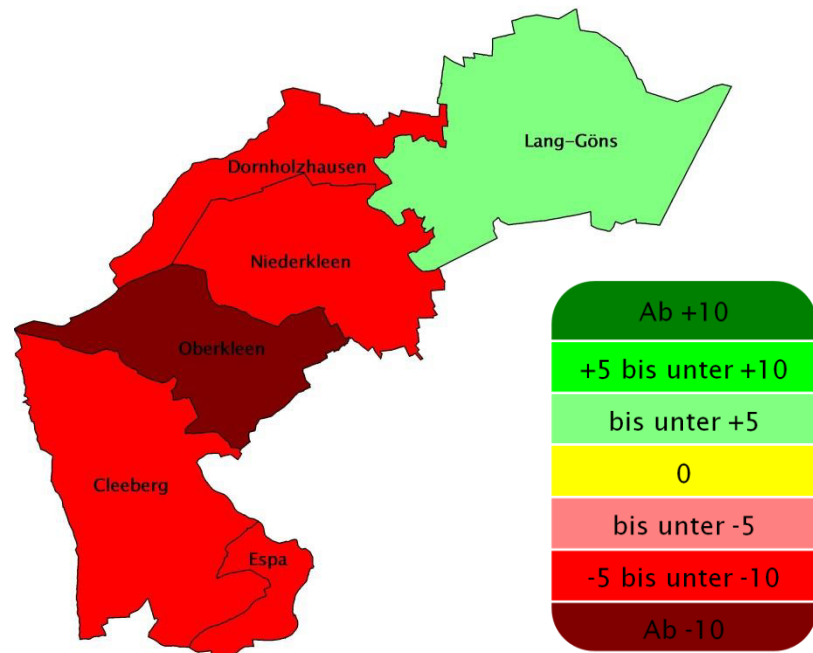 Lang-Göns
Dornholzhausen
Niederkleen
Oberkleen
Cleeberg
Espa
Ab +10
+5 bis unter +10
bis unter +5
0
bis unter -5
-5 bis unter -10
Ab -10